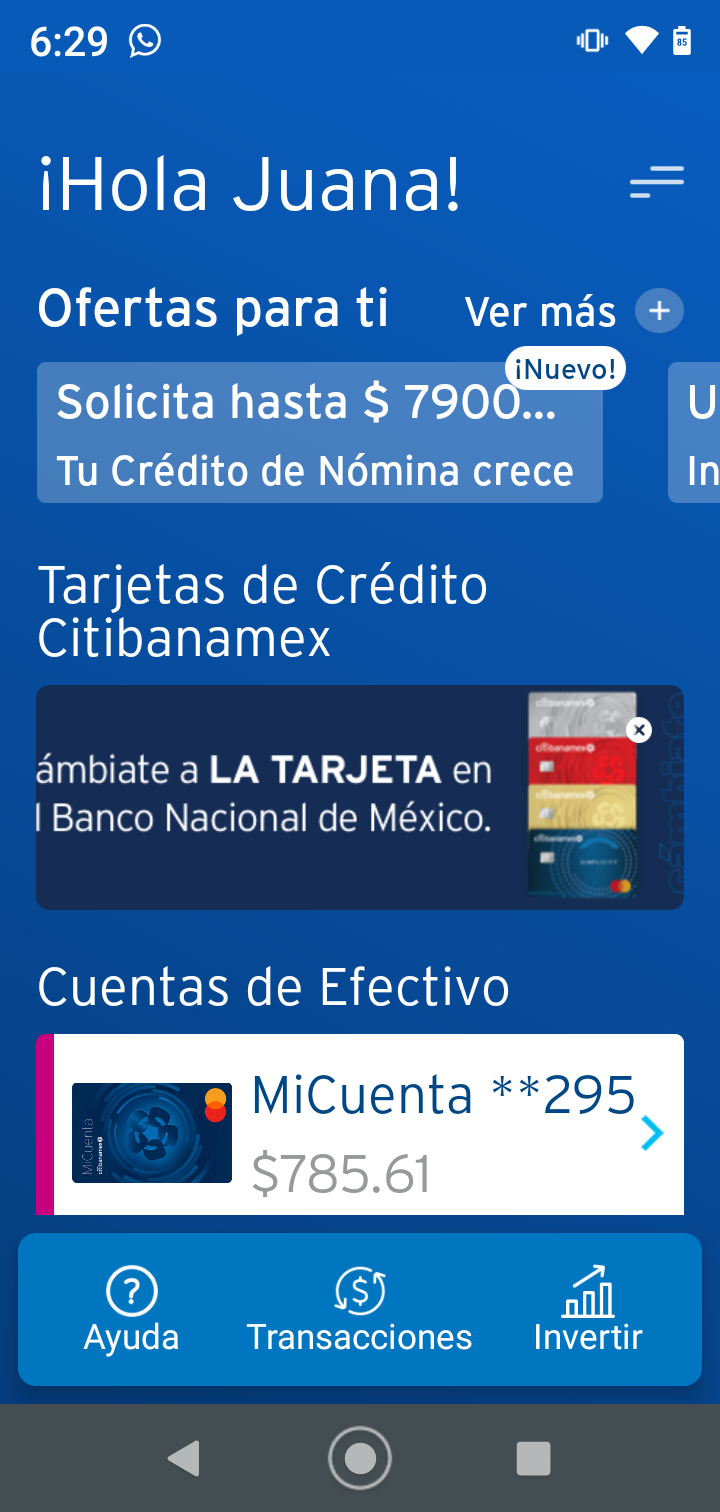 6:29
85
¡Hola Juana!
Ofertas para ti
Ver más
¡Nuevo!
Solicita hasta $ 7900...
Tu Crédito de Nómina crece
U
In
Tarjetas de Crédito
Citibanamex
ámbiate a LA TARJETA en
l Banco Nacional de México.
citibanamex
citibanamex
citibanamex
citibanamex
SIMPLICITY
cámbiate
Cuentas de Efectivo
MiCuenta
citibanamex
MiCuenta **295
$785.61
Ayuda
Transacciones
Invertir